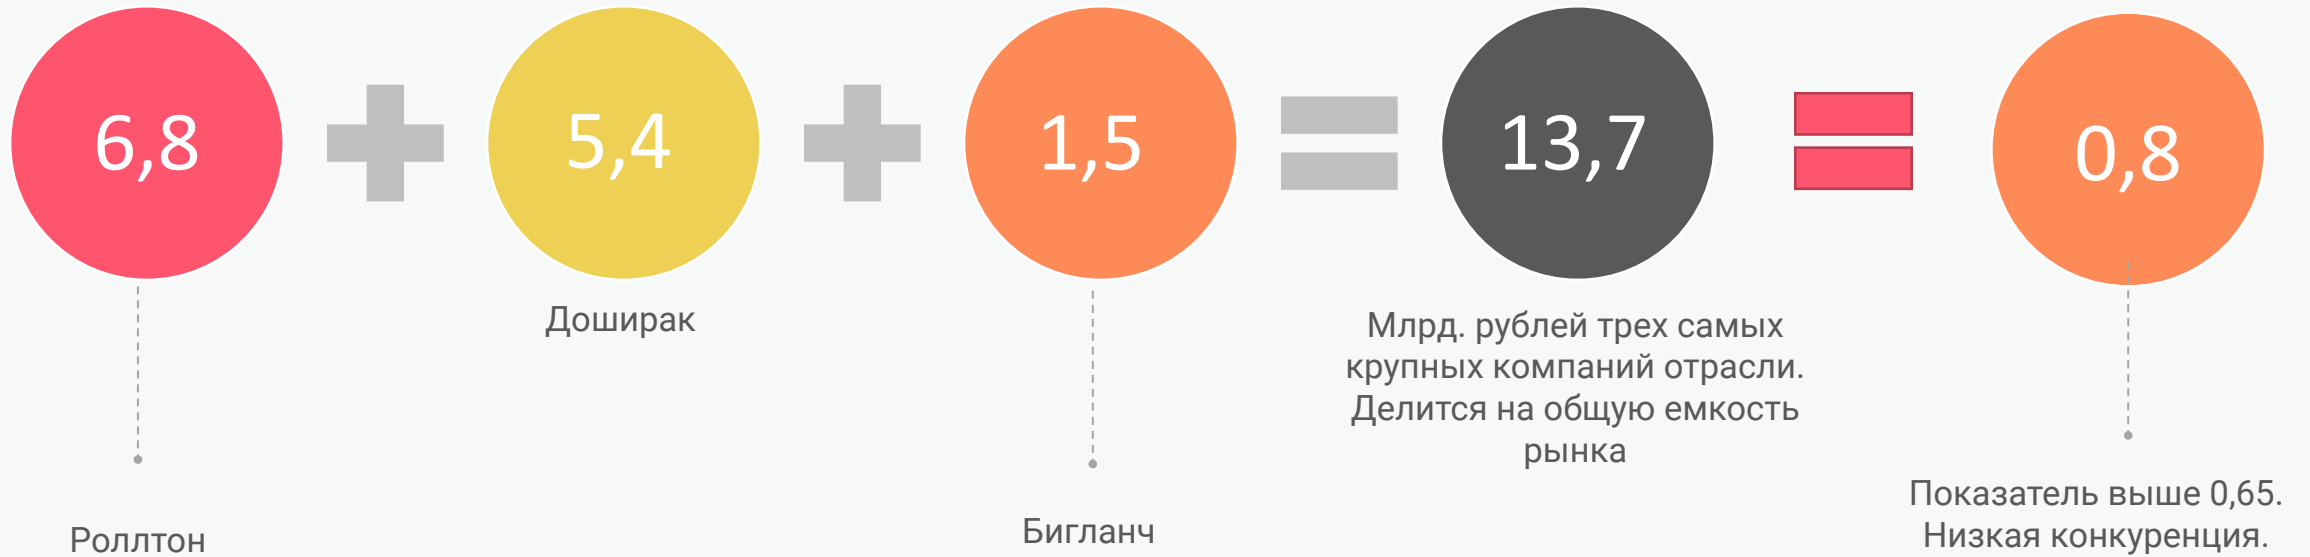 6,8
5,4
1,5
13,7
0,8
Роллтон
Доширак
Бигланч
Млрд. рублей трех самых
крупных компаний отрасли.
Делится на общую емкость
рынка
Показатель выше 0,65.
Низкая конкуренция.